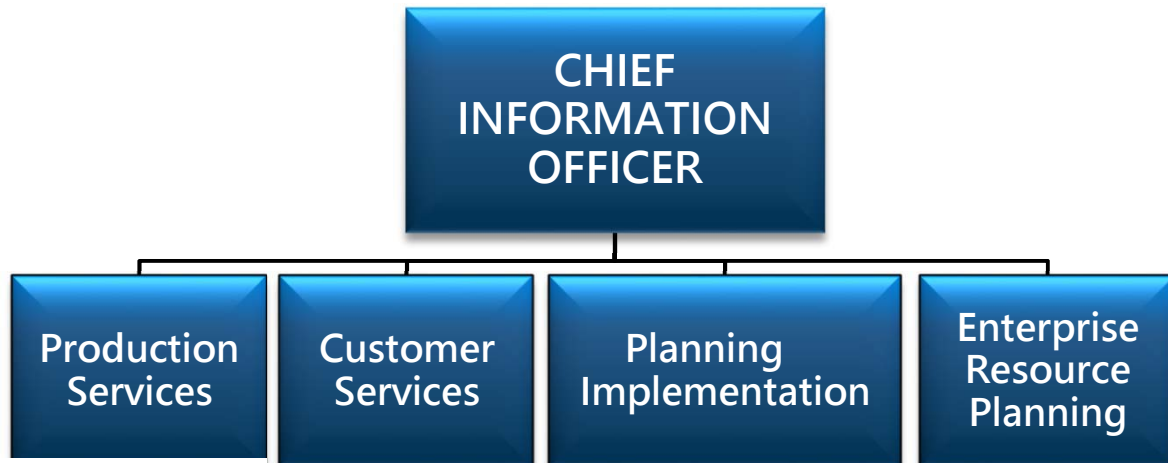 CHIEF
INFORMATION
OFFICER
Production
Services
Customer
Services
Planning
Implementation
Enterprise
Resource
Planning